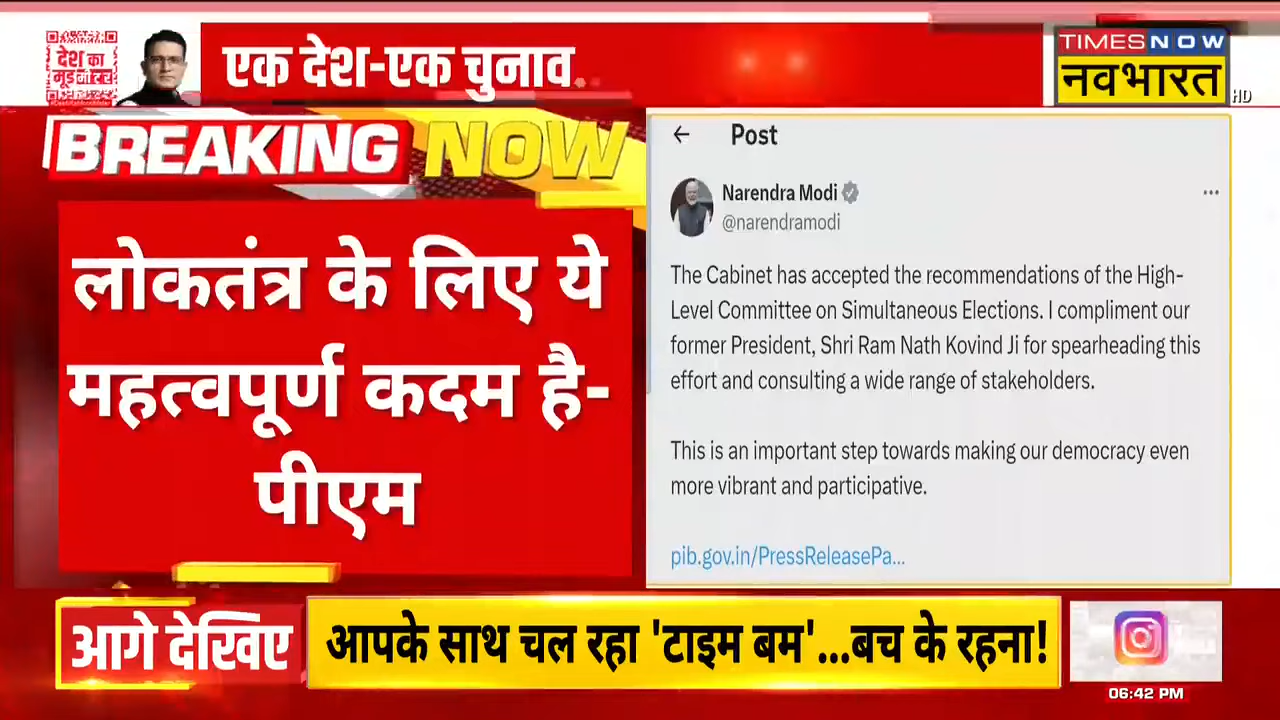 देश का
मूड मीटर
#DeshKaMoodMeter
एक देश-एक चुनाव
TIMES NOW
नवभारत
HD
BREAKING NOW
लोकतंत्र के लिए ये
महत्वपूर्ण कदम है-
पीएम
← Post
Narendra Modi
@narendramodi
The Cabinet has accepted the recommendations of the High-
Level Committee on Simultaneous Elections. I compliment our
former President, Shri Ram Nath Kovind Ji for spearheading this
effort and consulting a wide range of stakeholders.
This is an important step towards making our democracy even
more vibrant and participative.
pib.gov.in/PressReleasePa...
आगे देखिए
आपके साथ चल रहा 'टाइम बम'...बच के रहना!
06:42 PM